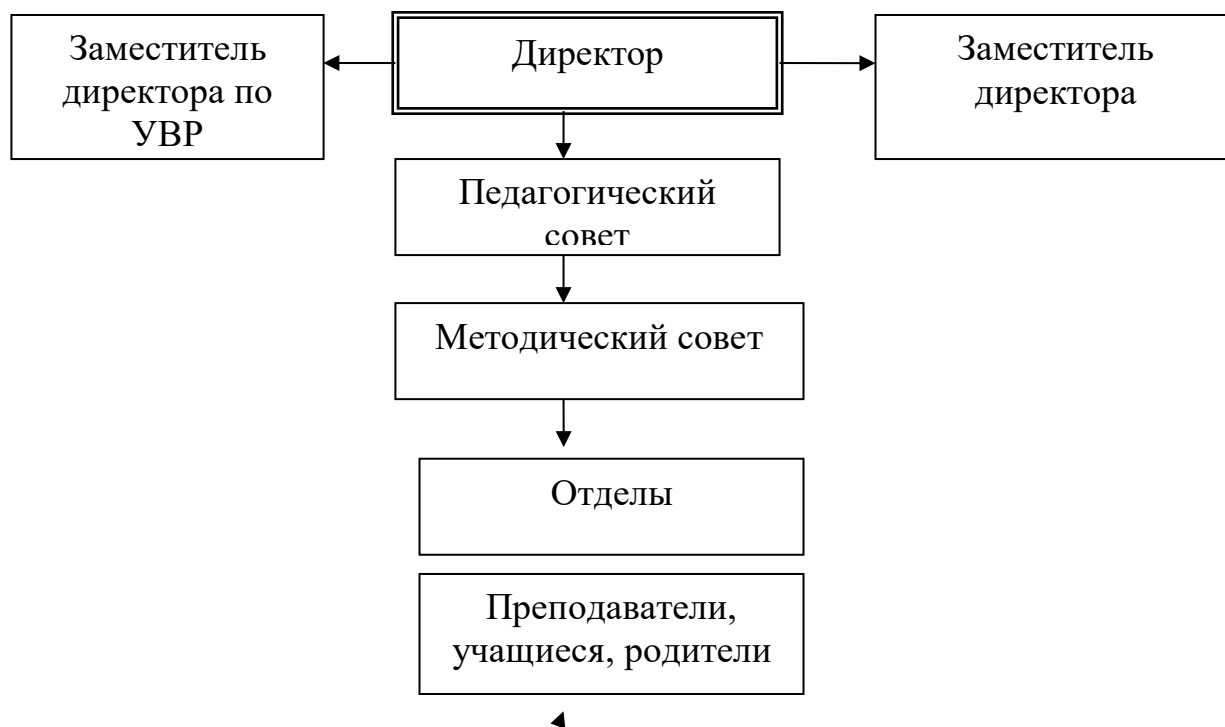 Заместитель
директора по
УВР
Директор
Заместитель
директора
Педагогический
совет
Методический совет
Отделы
Преподаватели,
учащиеся, родители